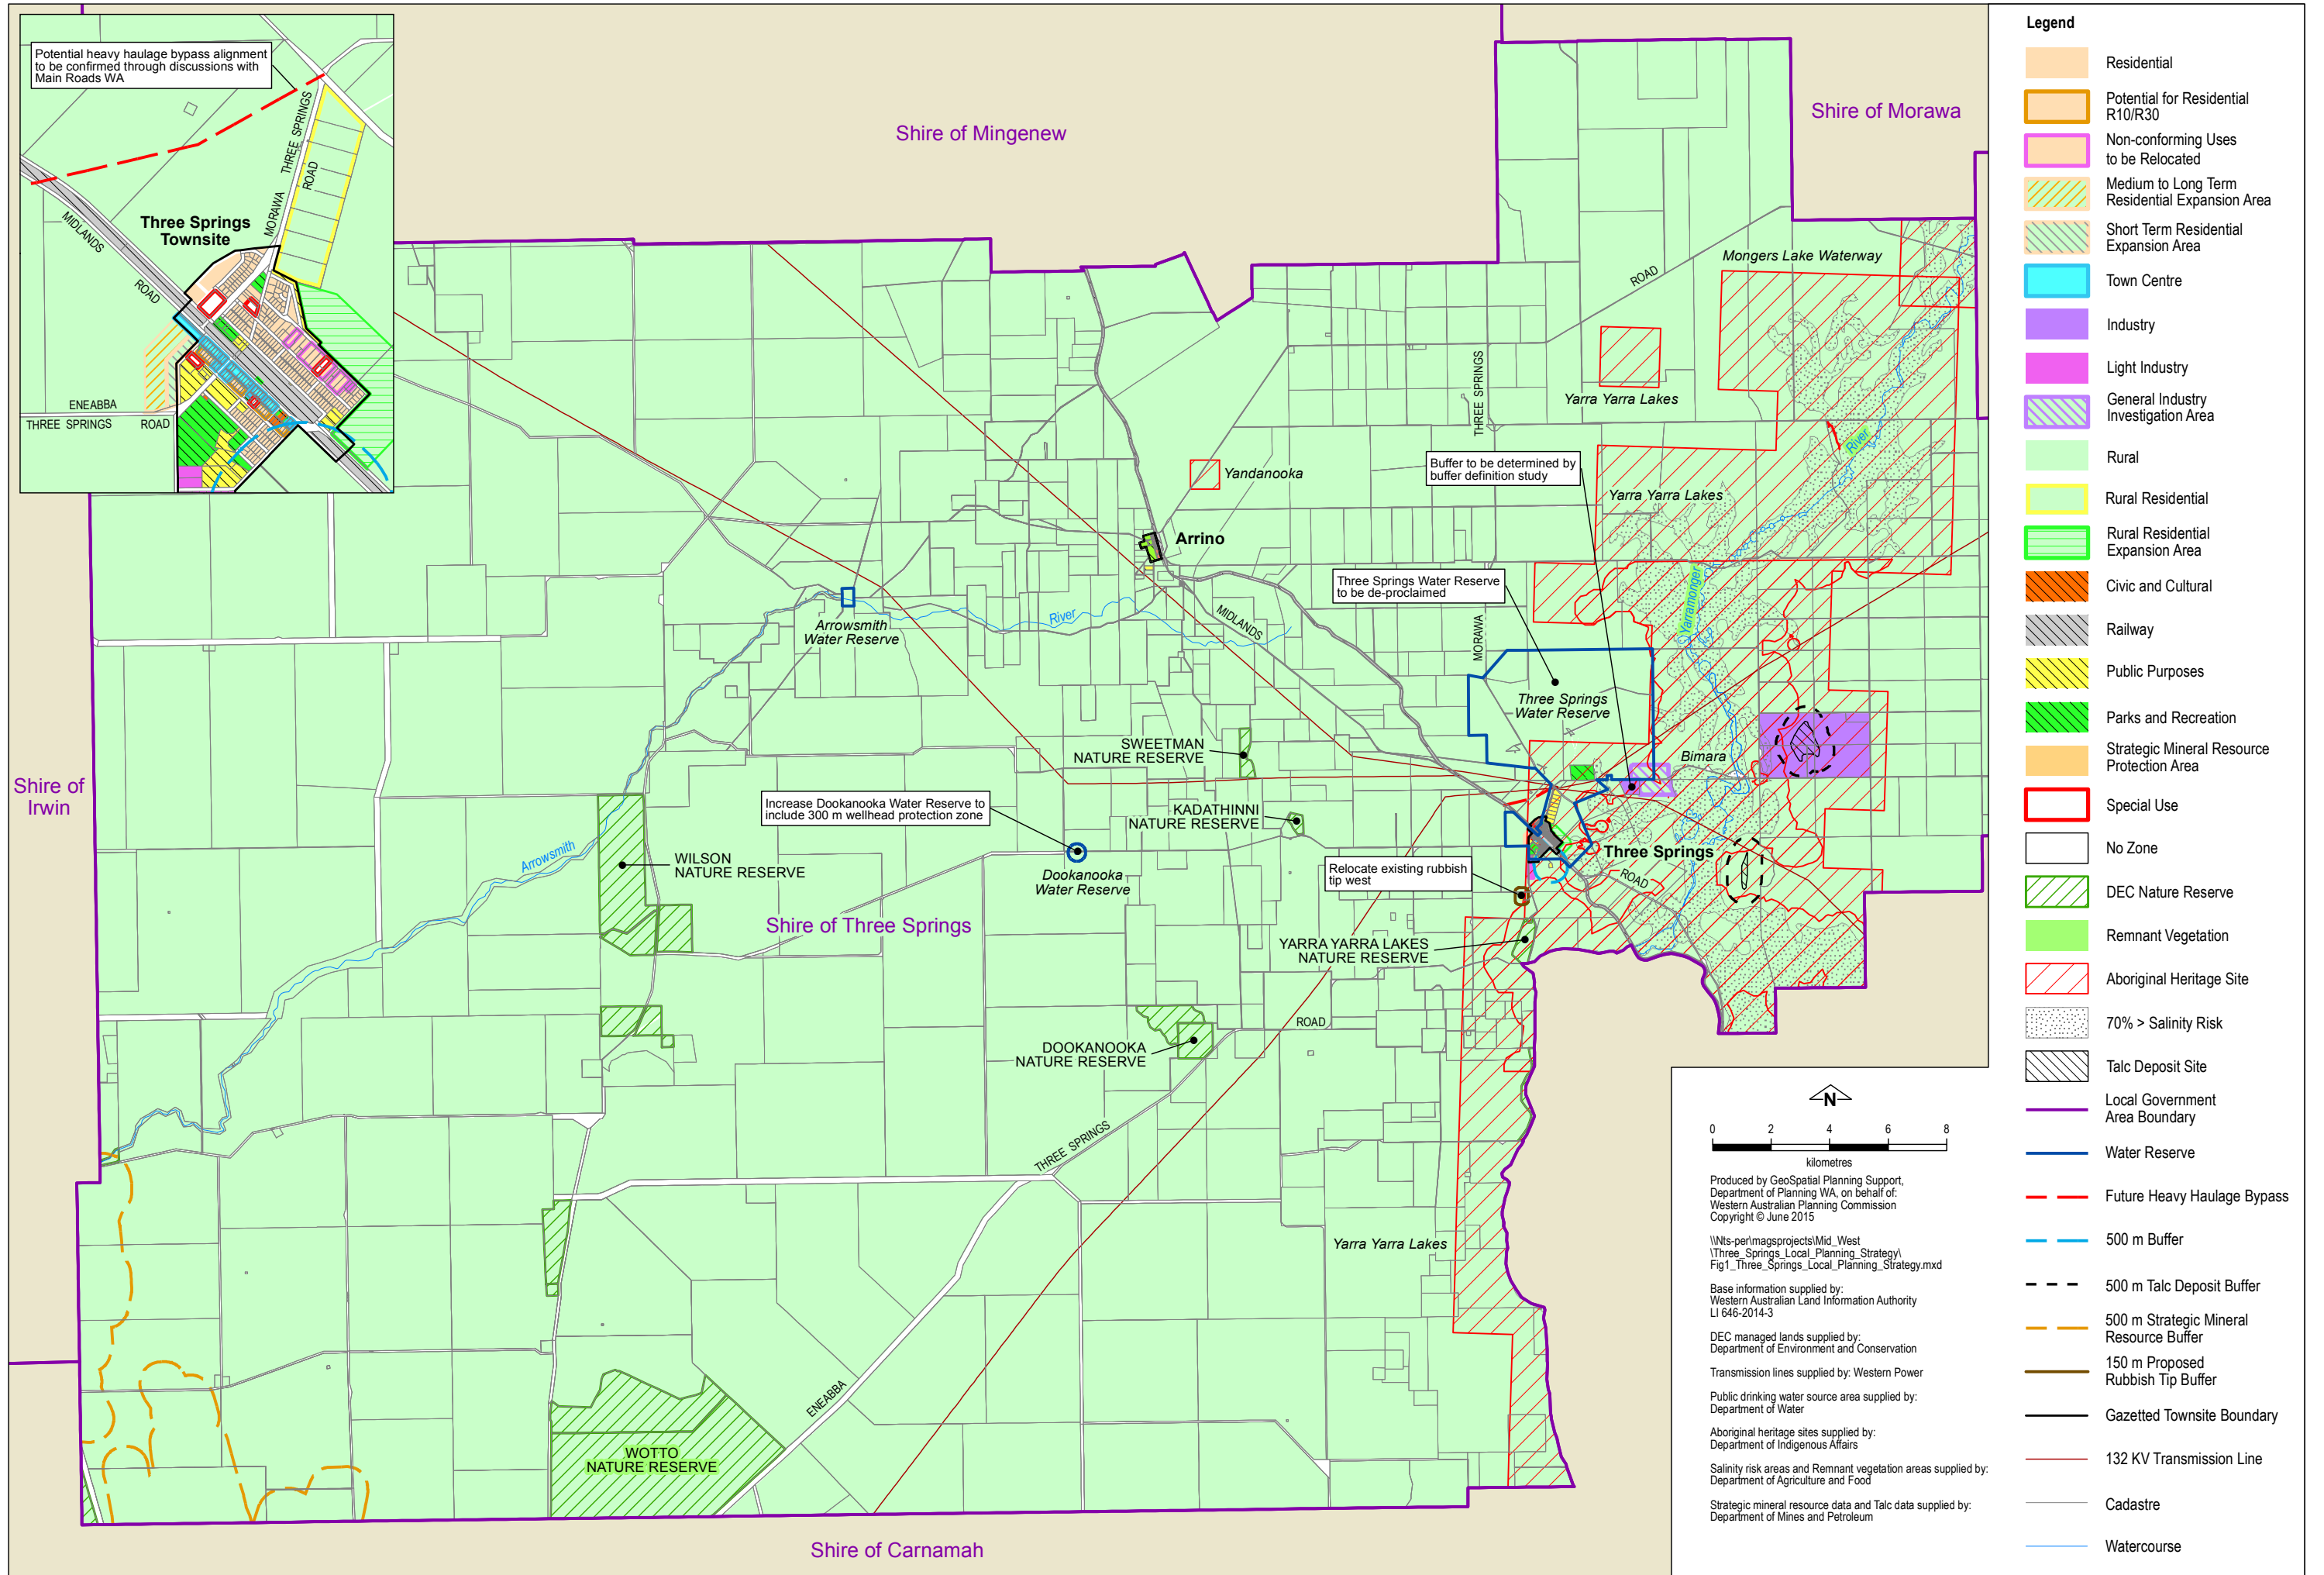 Potential heavy haulage bypass alignment
to be confirmed through discussions with
Main Roads WA
THREE SPRINGS
ROAD
MORAWA
MIDLANDS
ROAD
Three Springs
Townsite
ENEABBA
THREE SPRINGS ROAD
Shire of Mingenew
Shire of Morawa
Mongers Lake Waterway
ROAD
THREE SPRINGS
Yarra Yarra Lakes
River
Yandanooka
Buffer to be determined by
buffer definition study
Yarra Yarra Lakes
Arrino
Three Springs Water Reserve
to be de-proclaimed
Yarramonger
Arrowsmith
Water Reserve
River
MIDLANDS
MORAWA
Three Springs
Water Reserve
SWEETMAN
NATURE RESERVE
Bimara
Shire of
Irwin
Increase Dookanooka Water Reserve to
include 300 m wellhead protection zone
KADATHINNI
NATURE RESERVE
Arrowsmith
WILSON
NATURE RESERVE
Dookanooka
Water Reserve
Three Springs
Relocate existing rubbish
tip west
ROAD
Shire of Three Springs
YARRA YARRA LAKES
NATURE RESERVE
ROAD
DOOKANOOKA
NATURE RESERVE
THREE SPRINGS
Yarra Yarra Lakes
ENEABBA
WOTTO
NATURE RESERVE
Shire of Carnamah
N
0 2 4 6 8
kilometres
Produced by GeoSpatial Planning Support,
Department of Planning WA, on behalf of:
Western Australian Planning Commission
Copyright © June 2015
\\Nts-per\magsprojects\Mid_West
\Three_Springs_Local_Planning_Strategy\
Fig1_Three_Springs_Local_Planning_Strategy.mxd
Base information supplied by:
Western Australian Land Information Authority
LI 646-2014-3
DEC managed lands supplied by:
Department of Environment and Conservation
Transmission lines supplied by: Western Power
Public drinking water source area supplied by:
Department of Water
Aboriginal heritage sites supplied by:
Department of Indigenous Affairs
Salinity risk areas and Remnant vegetation areas supplied by:
Department of Agriculture and Food
Strategic mineral resource data and Talc data supplied by:
Department of Mines and Petroleum
Legend
Residential
Potential for Residential
R10/R30
Non-conforming Uses
to be Relocated
Medium to Long Term
Residential Expansion Area
Short Term Residential
Expansion Area
Town Centre
Industry
Light Industry
General Industry
Investigation Area
Rural
Rural Residential
Rural Residential
Expansion Area
Civic and Cultural
Railway
Public Purposes
Parks and Recreation
Strategic Mineral Resource
Protection Area
Special Use
No Zone
DEC Nature Reserve
Remnant Vegetation
Aboriginal Heritage Site
70% > Salinity Risk
Talc Deposit Site
Local Government
Area Boundary
Water Reserve
Future Heavy Haulage Bypass
500 m Buffer
500 m Talc Deposit Buffer
500 m Strategic Mineral
Resource Buffer
150 m Proposed
Rubbish Tip Buffer
Gazetted Townsite Boundary
132 KV Transmission Line
Cadastre
Watercourse